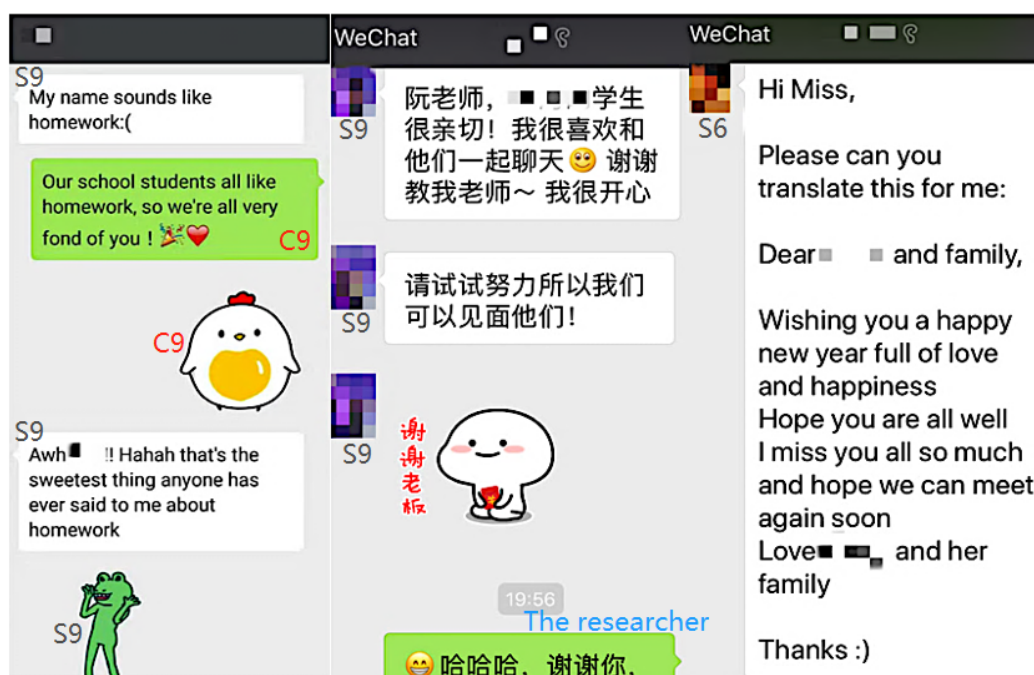 S9
My name sounds like
homework:(
Our school students all like
homework, so we're all very
fond of you !
C9
C9
S9
Awh !! Hahah that's the
sweetest thing anyone has
ever said to me about
homework
S9
WeChat
阮老师， 学生
很亲切！我很喜欢和
他们一起聊天 谢谢
教我老师～ 我很开心
S9
请试试努力所以我们
可以见面他们！
S9
谢谢老板
S9
19:56
The researcher
哈哈哈，谢谢你，
WeChat
S6
Hi Miss,
Please can you
translate this for me:
Dear and family,
Wishing you a happy
new year full of love
and happiness
Hope you are all well
I miss you all so much
and hope we can meet
again soon
Love and her
family
Thanks :)